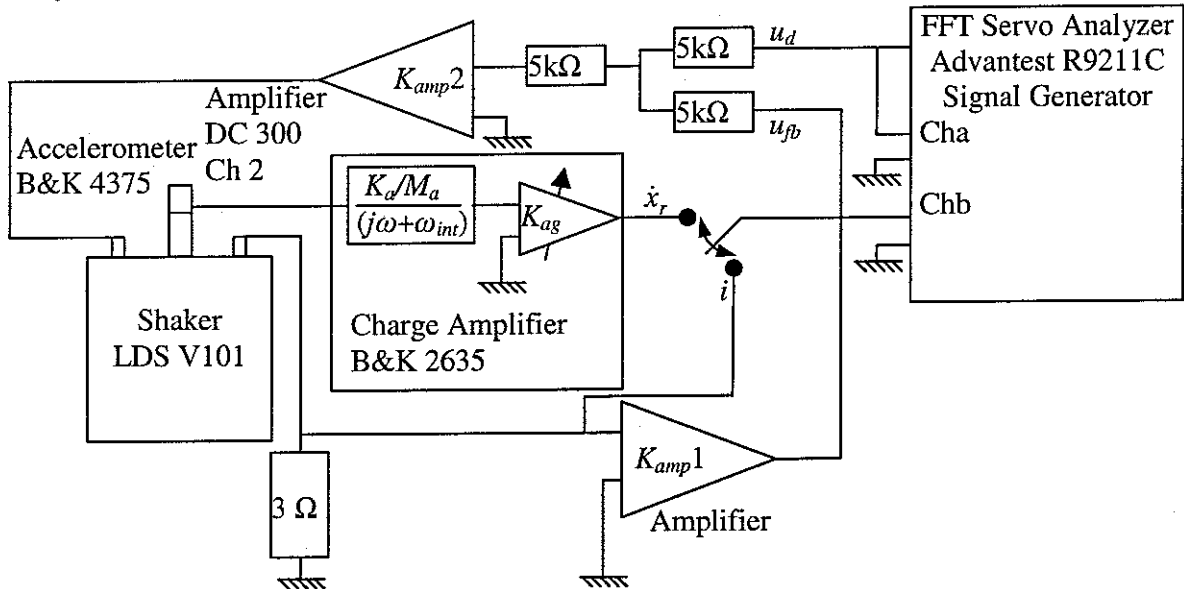 FFT Servo Analyzer
Advantest R9211C
Signal Generator
Cha
Chb
5kΩ
5kΩ
u_d
5kΩ
u_fb
K_amp2
Amplifier
DC 300
Ch 2
Accelerometer
B&K 4375
K_a/M_a
(jω+ω_int)
K_ag
ẋ_r
i
Charge Amplifier
B&K 2635
Shaker
LDS V101
3 Ω
K_amp1
Amplifier